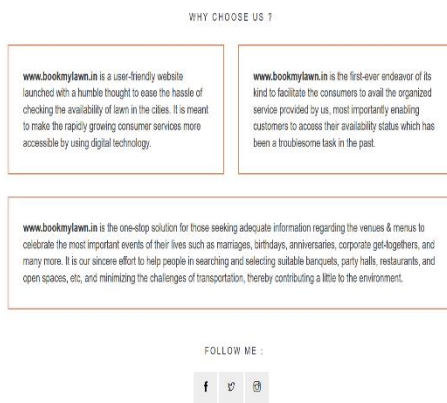 WHY CHOOSE US ?
www.bookmylawn.in is a user-friendly website
launched with a humble thought to ease the hassle of
checking the availability of lawn in the cities. It is meant
to make the rapidly growing consumer services more
accessible by using digital technology.
www.bookmylawn.in is the first-ever endeavor of its
kind to facilitate the consumers to avail the organized
service provided by us, most importantly enabling
customers to access their availability status which has
been a troublesome task in the past.
www.bookmylawn.in is the one-stop solution for those seeking adequate information regarding the venues & menus to
celebrate the most important events of their lives such as marriages, birthdays, anniversaries, corporate get-togethers, and
many more. It is our sincere effort to help people in searching and selecting suitable banquets, party halls, restaurants, and
open spaces, etc, and minimizing the challenges of transportation, thereby contributing a little to the environment.
FOLLOW ME :